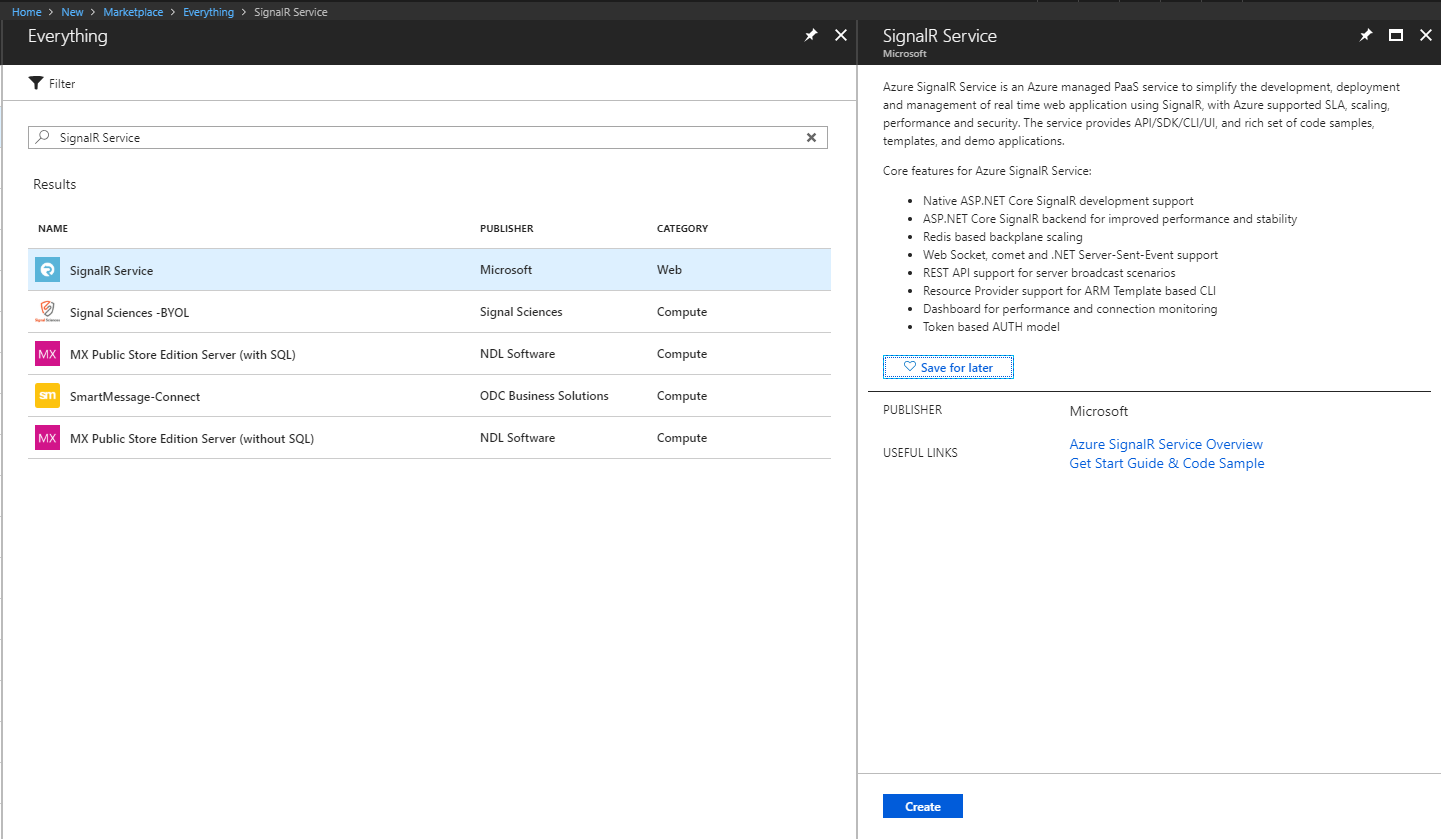 Home > New > Marketplace > Everything > SignalR Service
Everything
Filter
SignalR Service
Results
NAME PUBLISHER CATEGORY
SignalR Service Microsoft Web
Signal Sciences -BYOL Signal Sciences Compute
MX MX Public Store Edition Server (with SQL) NDL Software Compute
sm SmartMessage-Connect ODC Business Solutions Compute
MX MX Public Store Edition Server (without SQL) NDL Software Compute
SignalR Service
Microsoft
Azure SignalR Service is an Azure managed PaaS service to simplify the development, deployment
and management of real time web application using SignalR, with Azure supported SLA, scaling,
performance and security. The service provides API/SDK/CLI/UI, and rich set of code samples,
templates, and demo applications.
Core features for Azure SignalR Service:
• Native ASP.NET Core SignalR development support
• ASP.NET Core SignalR backend for improved performance and stability
• Redis based backplane scaling
• Web Socket, comet and .NET Server-Sent-Event support
• REST API support for server broadcast scenarios
• Resource Provider support for ARM Template based CLI
• Dashboard for performance and connection monitoring
• Token based AUTH model
Save for later
PUBLISHER Microsoft
USEFUL LINKS Azure SignalR Service Overview
Get Start Guide & Code Sample
Create